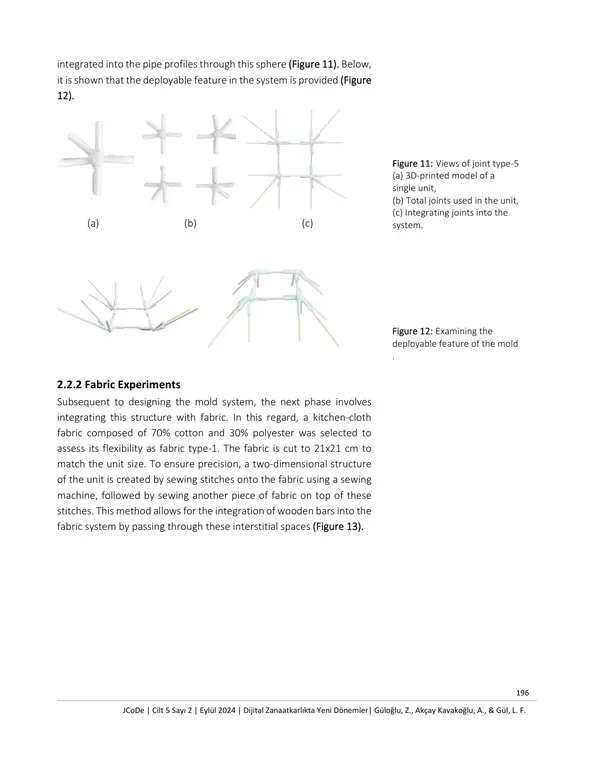 integrated into the pipe profiles through this sphere (Figure 11). Below,
it is shown that the deployable feature in the system is provided (Figure
12).
(a)
(b)
(c)
Figure 11: Views of joint type-5
(a) 3D-printed model of a
single unit,
(b) Total joints used in the unit,
(c) Integrating joints into the
system.
Figure 12: Examining the
deployable feature of the mold
.
2.2.2 Fabric Experiments
Subsequent to designing the mold system, the next phase involves
integrating this structure with fabric. In this regard, a kitchen-cloth
fabric composed of 70% cotton and 30% polyester was selected to
assess its flexibility as fabric type-1. The fabric is cut to 21x21 cm to
match the unit size. To ensure precision, a two-dimensional structure
of the unit is created by sewing stitches onto the fabric using a sewing
machine, followed by sewing another piece of fabric on top of these
stitches. This method allows for the integration of wooden bars into the
fabric system by passing through these interstitial spaces (Figure 13).
196
JCoDe | Cilt 5 Sayı 2 | Eylül 2024 | Dijital Zanaatkarlıkta Yeni Dönemler| Güloğlu, Z., Akçay Kavakoğlu, A., & Gül, L. F.